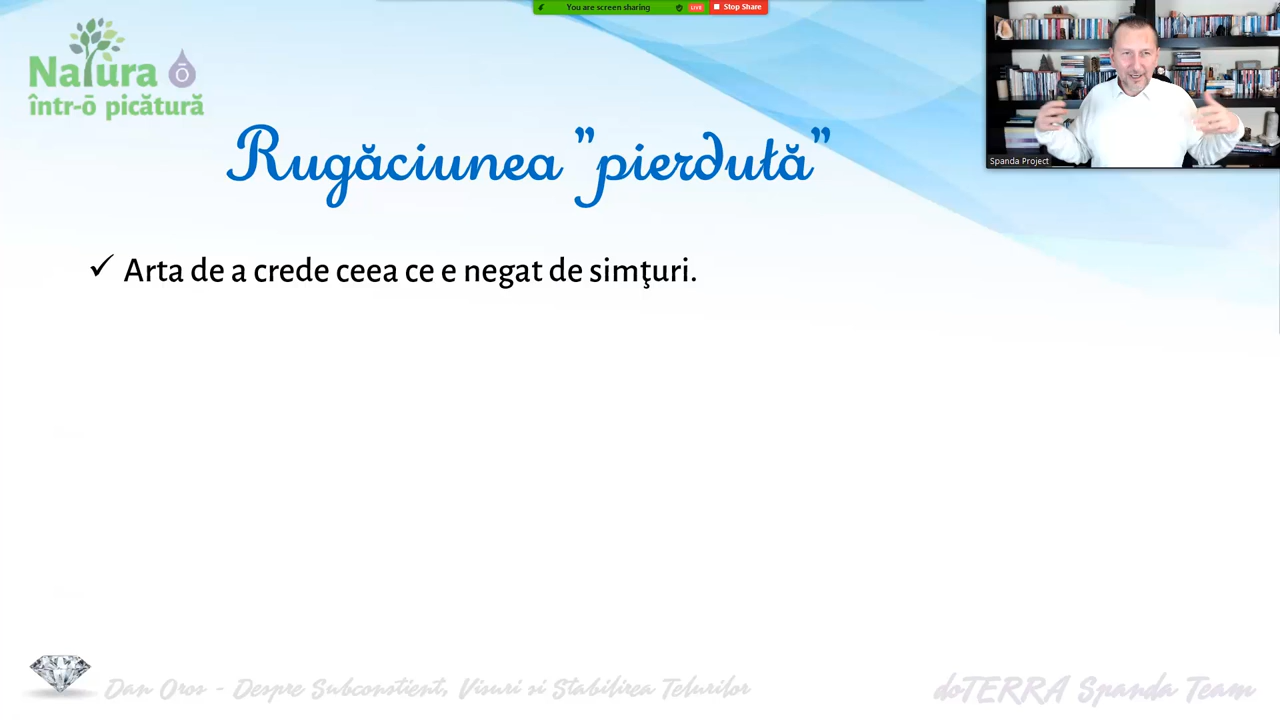 You are screen sharing
LIVE
Stop Share
Natura ō
într-ō picătură
Spanda Project
Rugăciunea "pierdută"
✓ Arta de a crede ceea ce e negat de simţuri.
Dan Oros - Despre Subconstient, Visuri si Stabilirea Telurilor
doTERRA Spanda Team